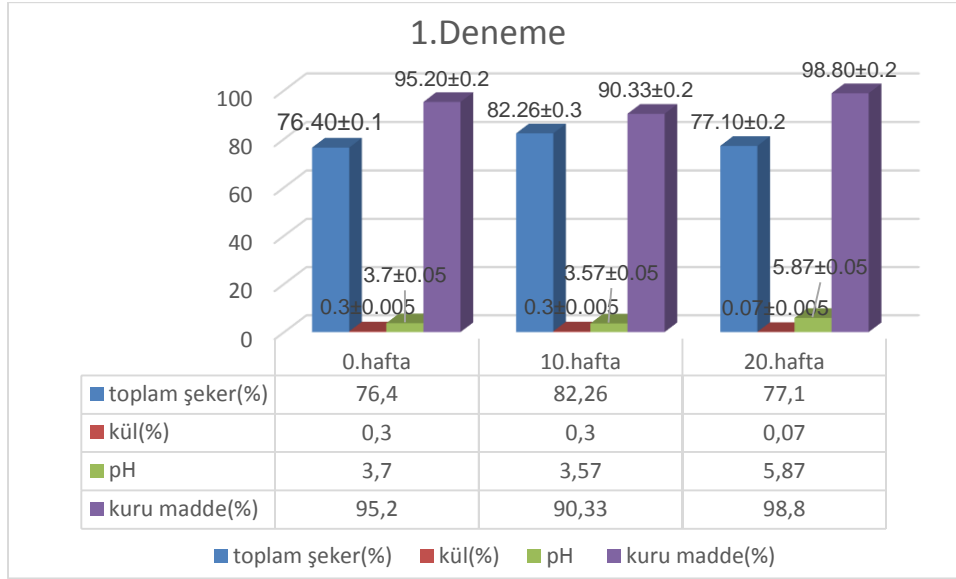 1.Deneme
95.20±0.2
98.80±0.2
90.33±0.2
82.26±0.3
76.40±0.1
77.10±0.2
3.7±0.05
3.57±0.05
5.87±0.05
0.3±0.005
0.3±0.005
0.07±0.005
100
80
60
40
20
0
0.hafta 10.hafta 20.hafta
toplam şeker(%) 76,4 82,26 77,1
kül(%) 0,3 0,3 0,07
pH 3,7 3,57 5,87
kuru madde(%) 95,2 90,33 98,8
toplam şeker(%) kül(%) pH kuru madde(%)